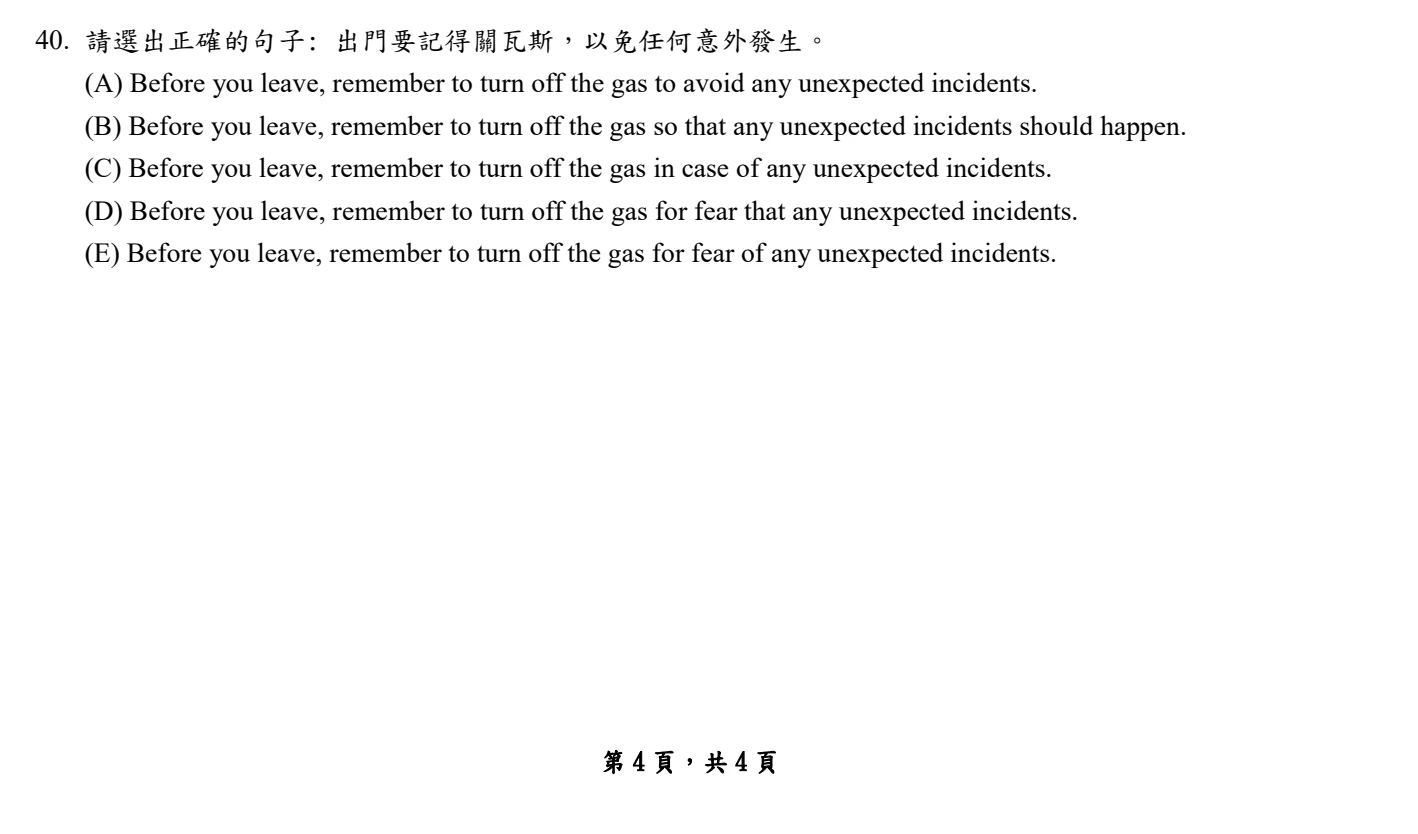 40. 請選出正確的句子: 出門要記得關瓦斯，以免任何意外發生。
(A) Before you leave, remember to turn off the gas to avoid any unexpected incidents.
(B) Before you leave, remember to turn off the gas so that any unexpected incidents should happen.
(C) Before you leave, remember to turn off the gas in case of any unexpected incidents.
(D) Before you leave, remember to turn off the gas for fear that any unexpected incidents.
(E) Before you leave, remember to turn off the gas for fear of any unexpected incidents.
第 4 頁，共 4 頁